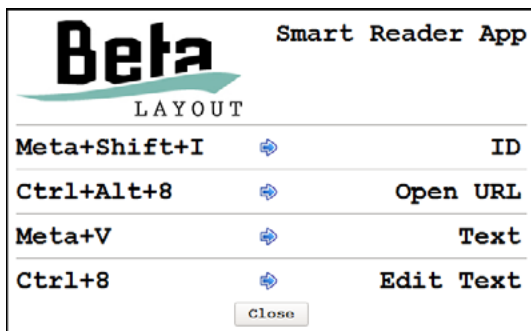 Beta
LAYOUT
Smart Reader App
Meta+Shift+I ID
Ctrl+Alt+8 Open URL
Meta+V Text
Ctrl+8 Edit Text
Close